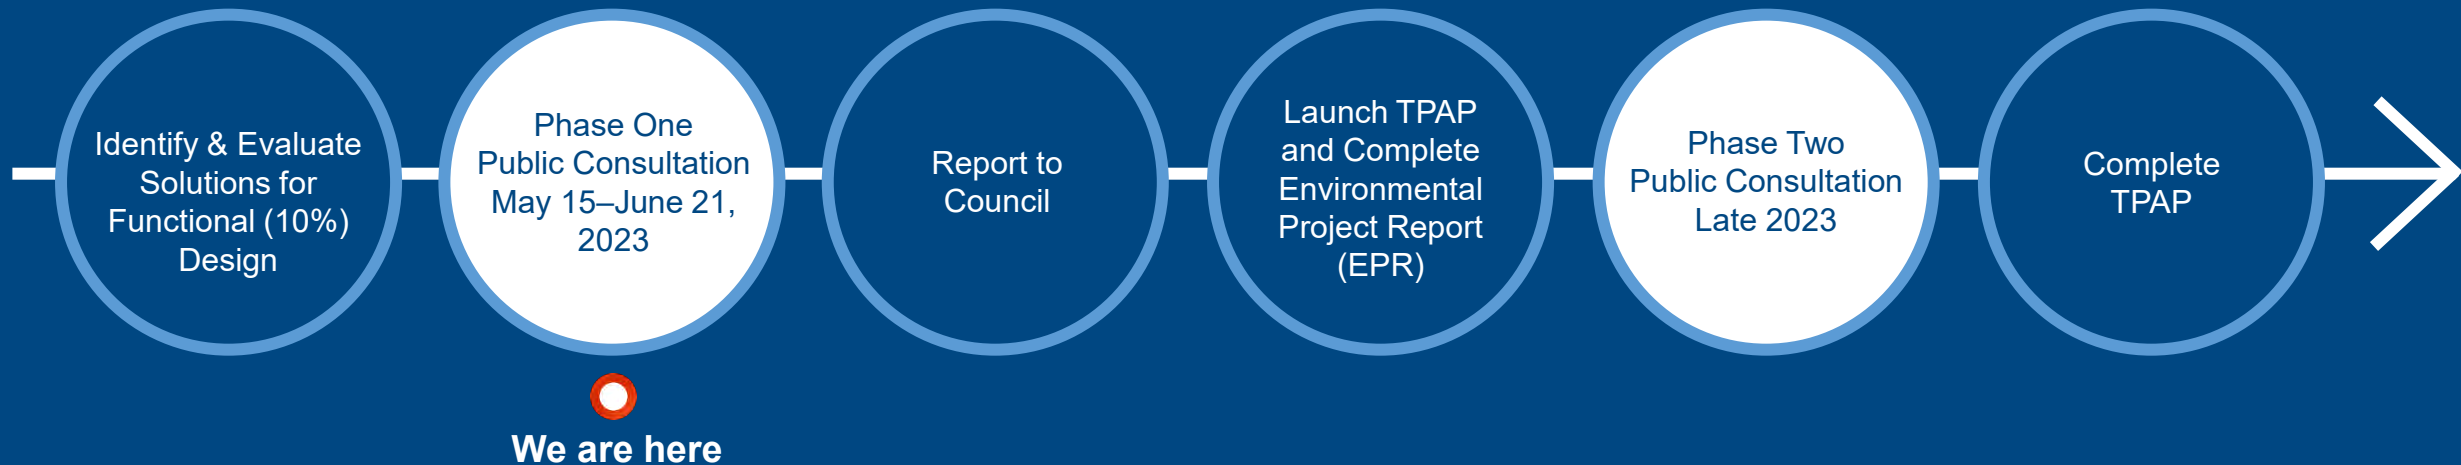 Identify & Evaluate
Solutions for
Functional (10%)
Design
Phase One
Public Consultation
May 15–June 21,
2023
Report to
Council
Launch TPAP
and Complete
Environmental
Project Report
(EPR)
Phase Two
Public Consultation
Late 2023
Complete
TPAP
We are here